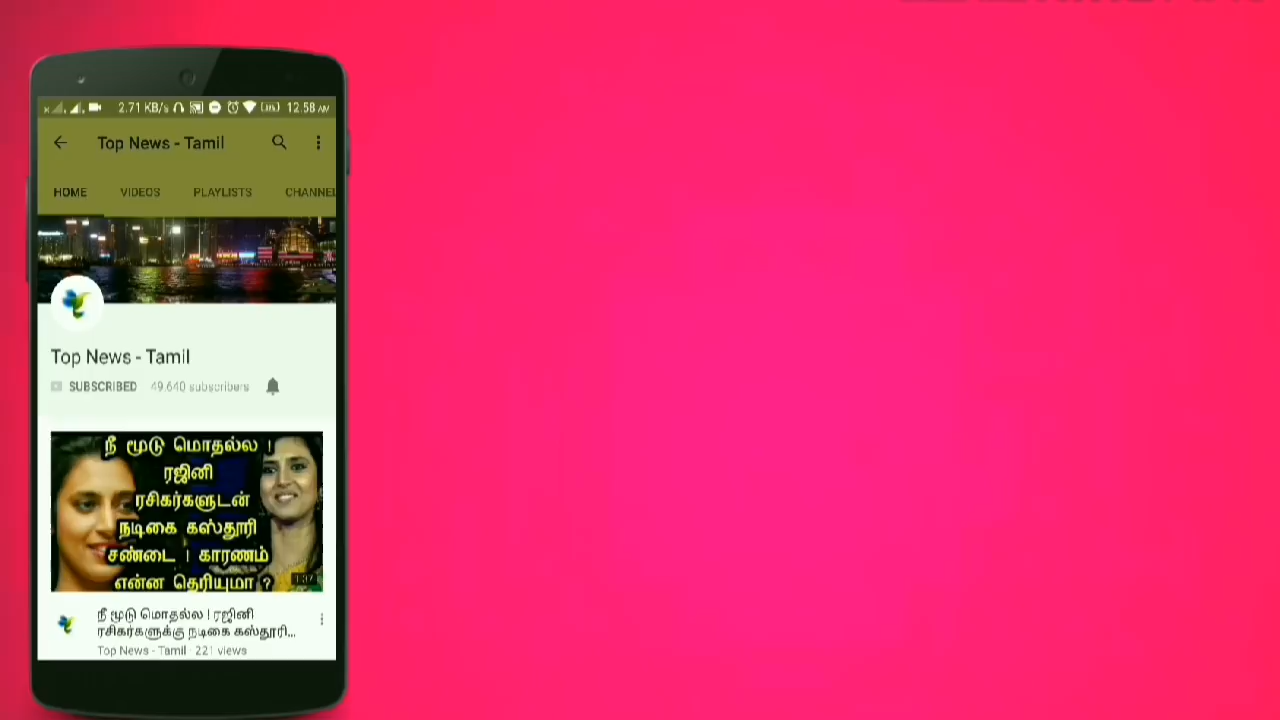 2.71 KB/s 12.58 AM
Top News - Tamil
HOME VIDEOS PLAYLISTS CHANNEL
Top News - Tamil
SUBSCRIBED 49,640 subscribers
நீ மூடு மொதல்ல !
ரஜினி
ரசிகர்களுடன்
நடிகை கஸ்தூரி
சண்டை ! காரணம்
என்ன தெரியுமா ?
நீ மூடு மொதல்ல ! ரஜினி
ரசிகர்களுக்கு நடிகை கஸ்தூரி...
Top News - Tamil · 221 views